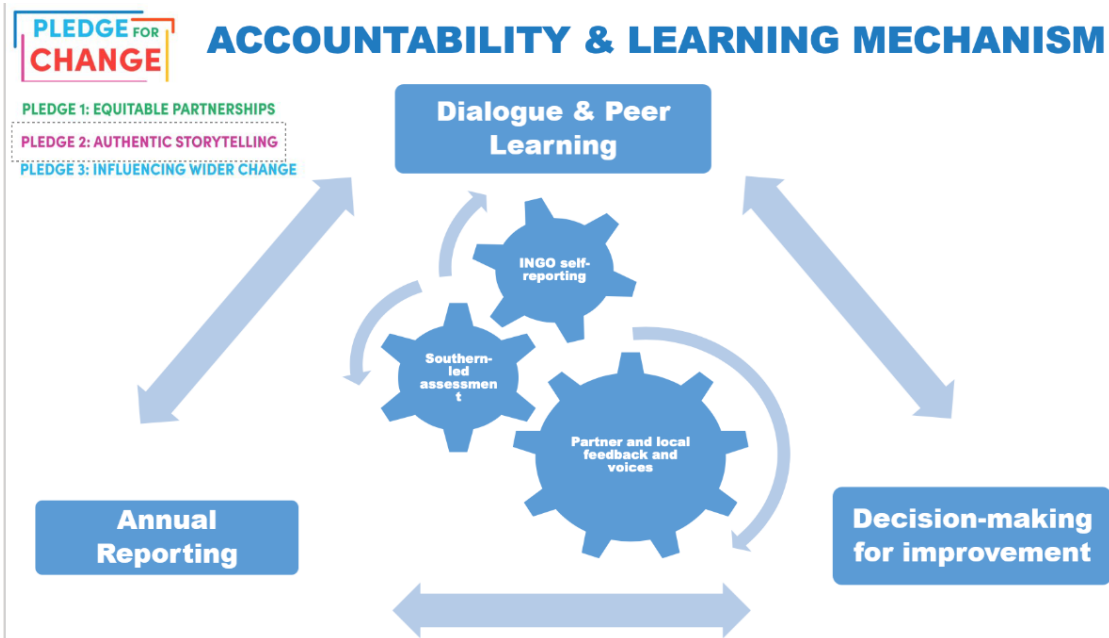 PLEDGE FOR
CHANGE
ACCOUNTABILITY & LEARNING MECHANISM
PLEDGE 1: EQUITABLE PARTNERSHIPS
PLEDGE 2: AUTHENTIC STORYTELLING
PLEDGE 3: INFLUENCING WIDER CHANGE
Dialogue & Peer
Learning
INGO self-
reporting
Southern-
led
assessmen
t
Partner and local
feedback and
voices
Annual
Reporting
Decision-making
for improvement